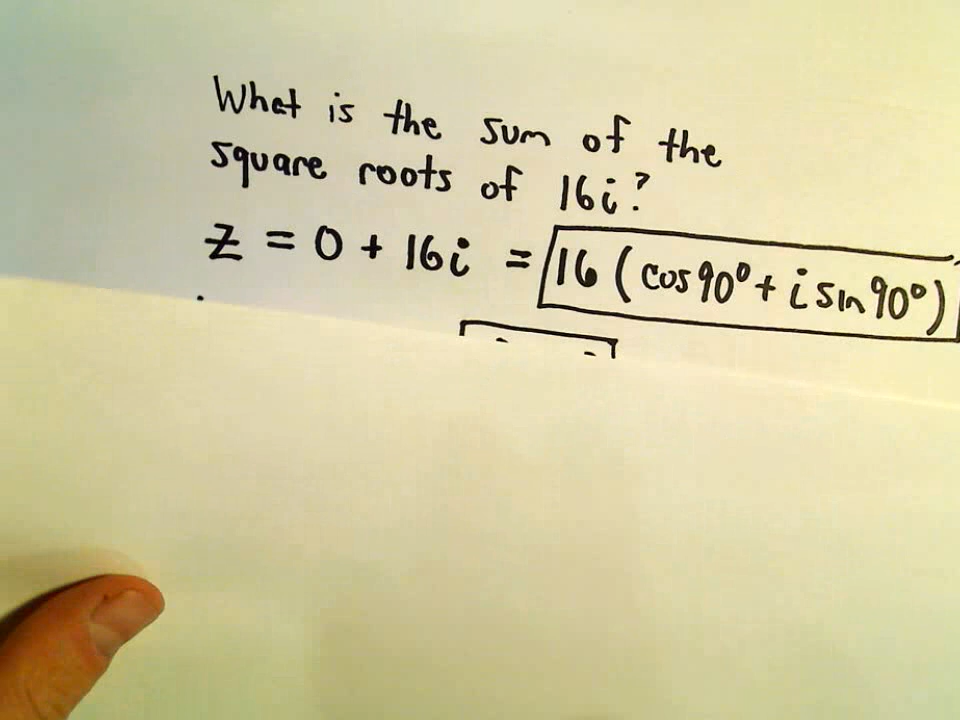 What is the sum of the
square roots of 16i?
z = 0 + 16i = 16 (cos 90° + i sin 90°)